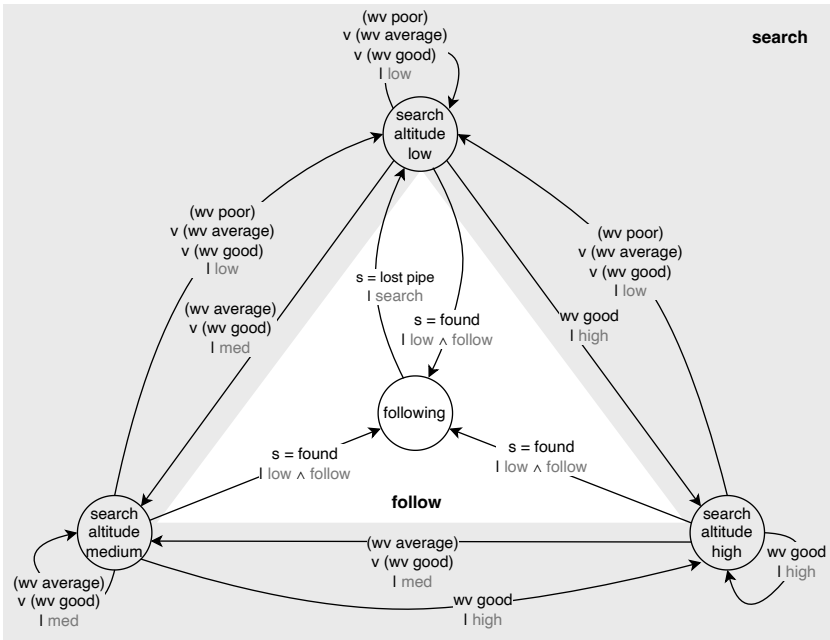 (wv poor)
v (wv average)
v (wv good)
| low
search
search
altitude
low
(wv poor)
v (wv average)
v (wv good)
| low
(wv poor)
v (wv average)
v (wv good)
| low
s = lost pipe
| search
(wv average)
v (wv good)
| med
s = found
| low ∧ follow
wv good
| high
following
s = found
| low ∧ follow
s = found
| low ∧ follow
follow
search
altitude
medium
search
altitude
high
(wv average)
v (wv good)
| med
wv good
| high
(wv average)
v (wv good)
| med
wv good
| high